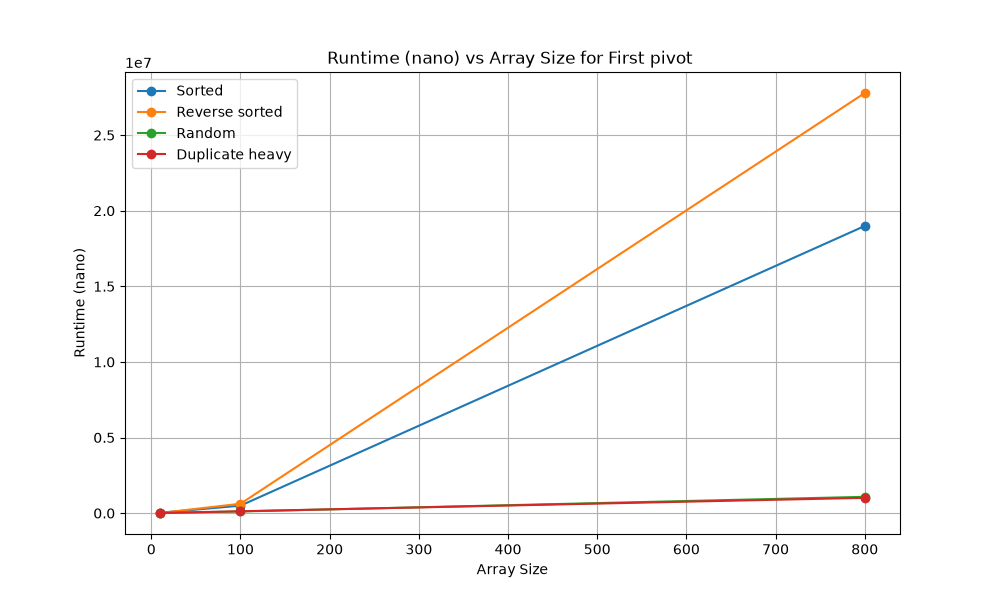 Runtime (nano) vs Array Size for First pivot
1e7
Sorted
Reverse sorted
Random
Duplicate heavy
2.5
2.0
1.5
1.0
0.5
0.0
Runtime (nano)
0 100 200 300 400 500 600 700 800
Array Size